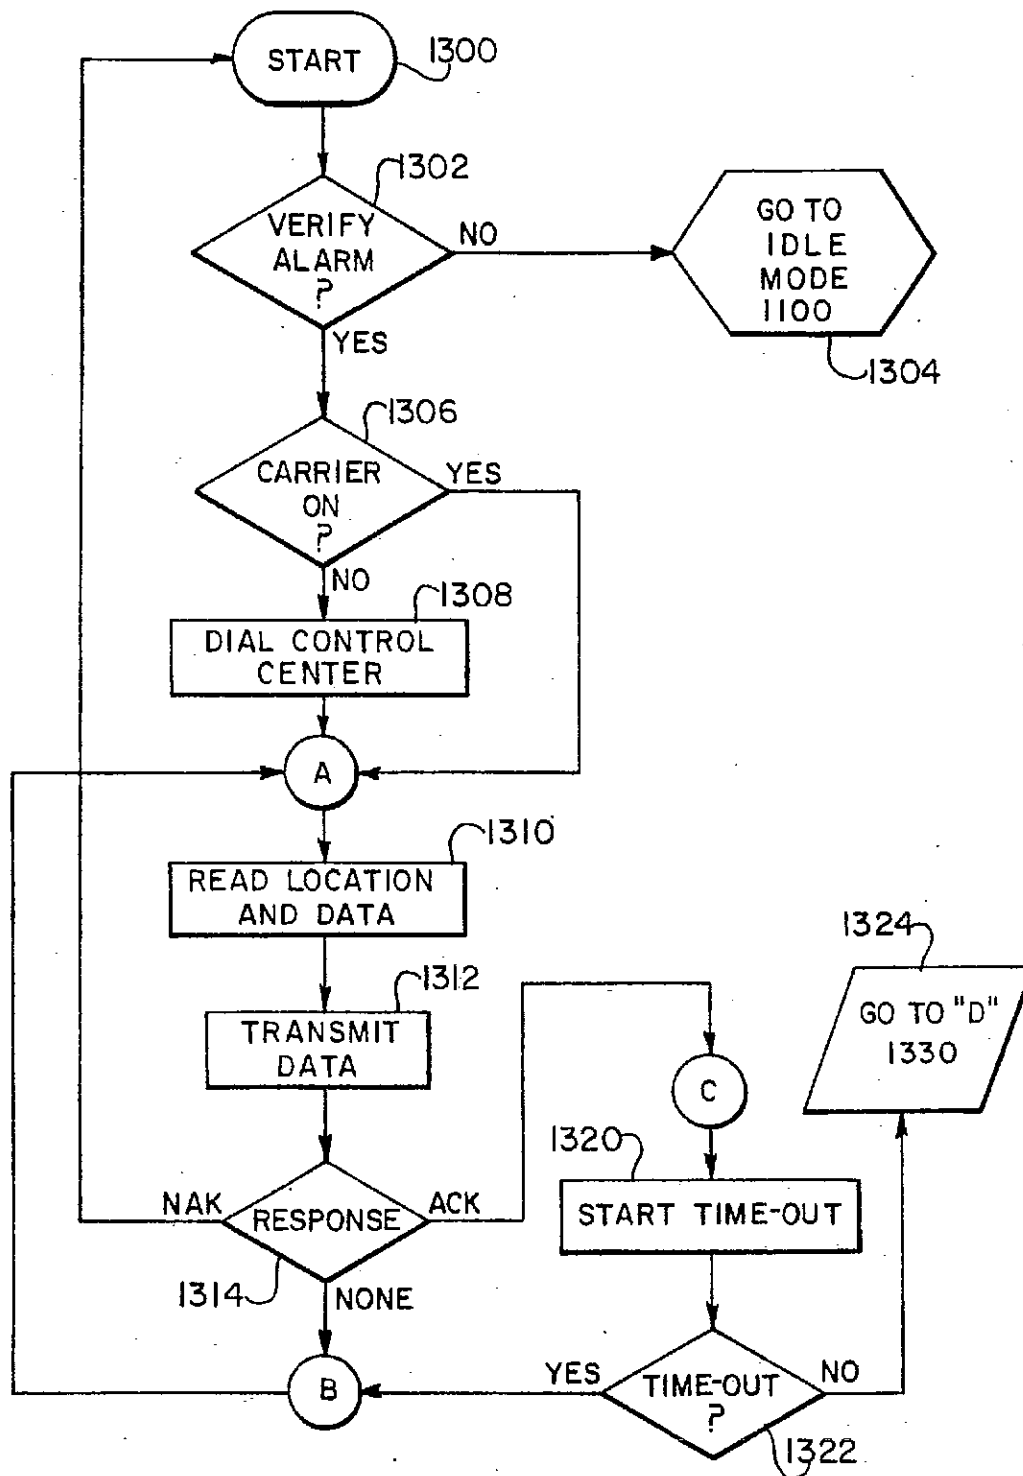 START
1300
1302
VERIFY
ALARM
?
NO
GO TO
IDLE
MODE
1100
1304
YES
1306
CARRIER
ON
?
YES
NO
1308
DIAL CONTROL
CENTER
A
1310
READ LOCATION
AND DATA
1312
TRANSMIT
DATA
1324
GO TO "D"
1330
C
1320
START TIME-OUT
NAK
RESPONSE
ACK
1314
NONE
B
YES
TIME-OUT
?
NO
1322